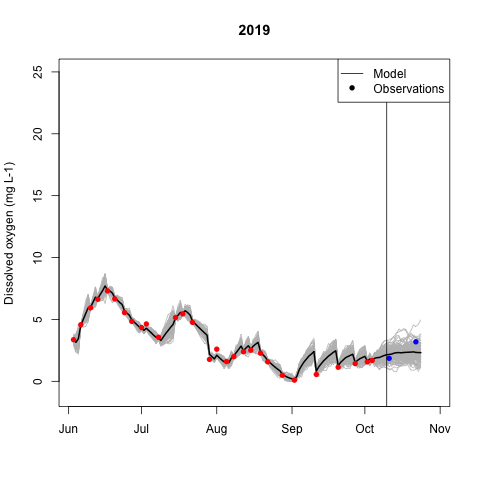 2019
Dissolved oxygen (mg L-1)
25
20
15
10
5
0
Model
Observations
Jun Jul Aug Sep Oct Nov